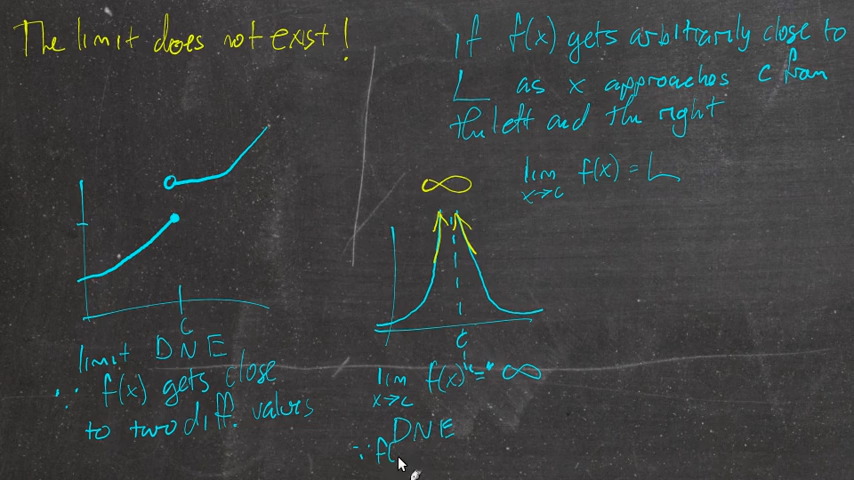 The limit does not exist!
if f(x) gets arbitrarily close to
L as x approaches c from
the left and the right
lim f(x) = L
x→c
∞
c
limit DNE
∵ f(x) gets close
to two diff. values
c
lim f(x) "=" ∞
x→c
DNE
∵ f(